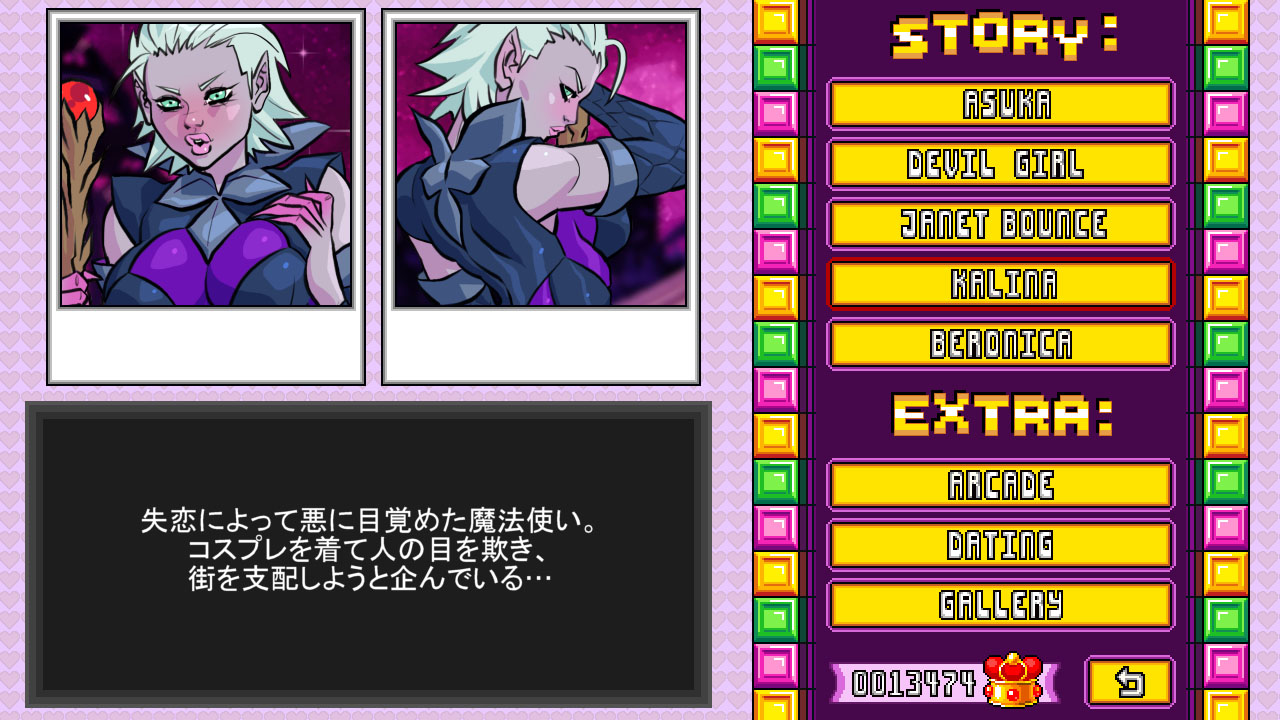 失恋によって悪に目覚めた魔法使い。
コスプレを着て人の目を欺き、
街を支配しようと企んでいる…
STORY:
ASUKA
DEVIL GIRL
JANET BOUNCE
KALINA
BERONICA
EXTRA:
ARCADE
DATING
GALLERY
0013474